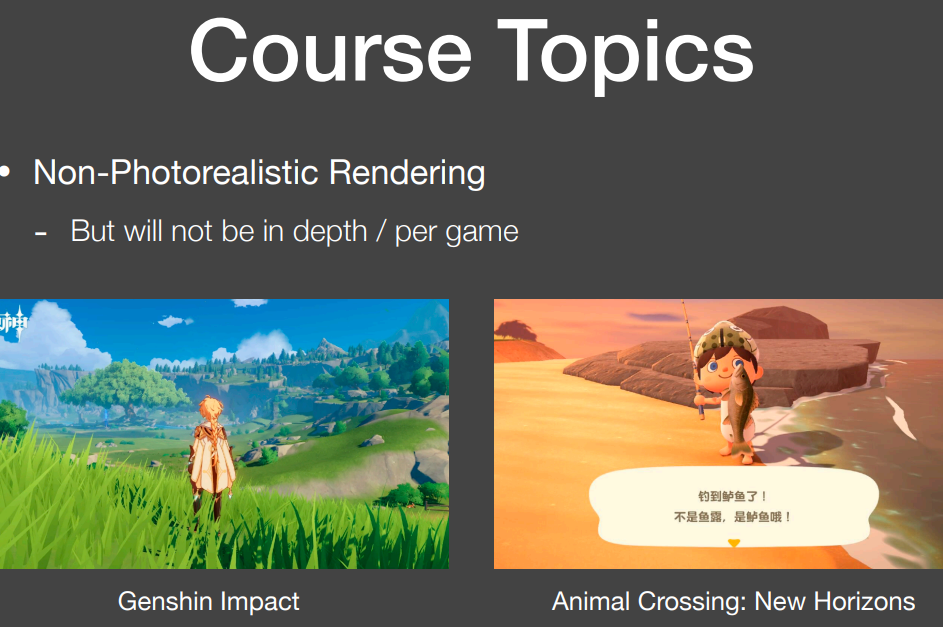 Course Topics
• Non-Photorealistic Rendering
- But will not be in depth / per game
神
钓到鲈鱼了！
不是鱼露，是鲈鱼哦！
Genshin Impact
Animal Crossing: New Horizons